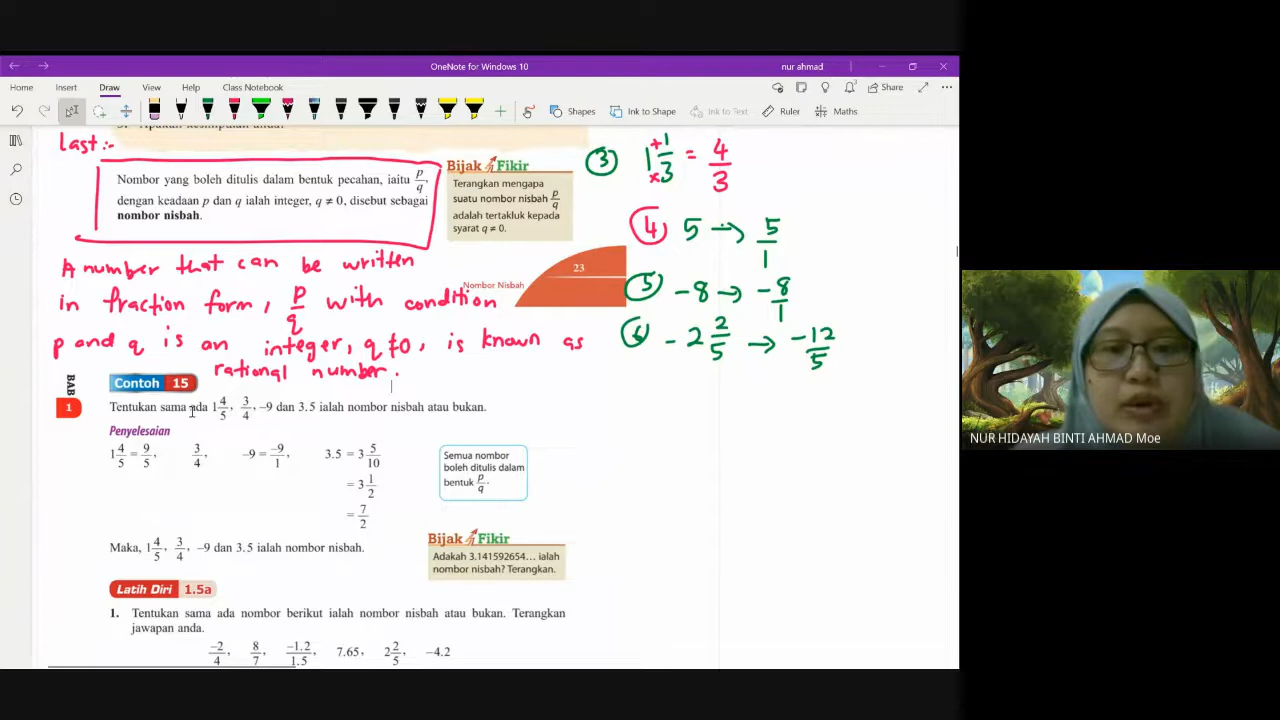 OneNote for Windows 10
nur ahmad
Home Insert Draw View Help Class Notebook
Share
Shapes Ink to Shape Ink to Text Ruler Maths
Last :-
Nombor yang boleh ditulis dalam bentuk pecahan, iaitu p/q,
dengan keadaan p dan q ialah integer, q ≠ 0, disebut sebagai
nombor nisbah.
Bijak Fikir
Terangkan mengapa
suatu nombor nisbah p/q
adalah tertakluk kepada
syarat q ≠ 0.
23
Nombor Nisbah
A number that can be written
in fraction form, p/q with condition
p and q is an integer, q ≠ 0, is known as
rational number.
3 1 1/3 = 4/3
+
x
4 5 → 5/1
5 -8 → -8/1
6 -2 2/5 → -12/5
BAB
1
Contoh 15
Tentukan sama ada 1 4/5, 3/4, –9 dan 3.5 ialah nombor nisbah atau bukan.
Penyelesaian
1 4/5 = 9/5, 3/4, –9 = –9/1, 3.5 = 3 5/10
= 3 1/2
= 7/2
Semua nombor
boleh ditulis dalam
bentuk p/q.
Maka, 1 4/5, 3/4, –9 dan 3.5 ialah nombor nisbah.
Bijak Fikir
Adakah 3.141592654… ialah
nombor nisbah? Terangkan.
Latih Diri 1.5a
1. Tentukan sama ada nombor berikut ialah nombor nisbah atau bukan. Terangkan
jawapan anda.
–2/4, 8/7, –1.2/1.5, 7.65, 2 2/5, –4.2
NUR HIDAYAH BINTI AHMAD Moe